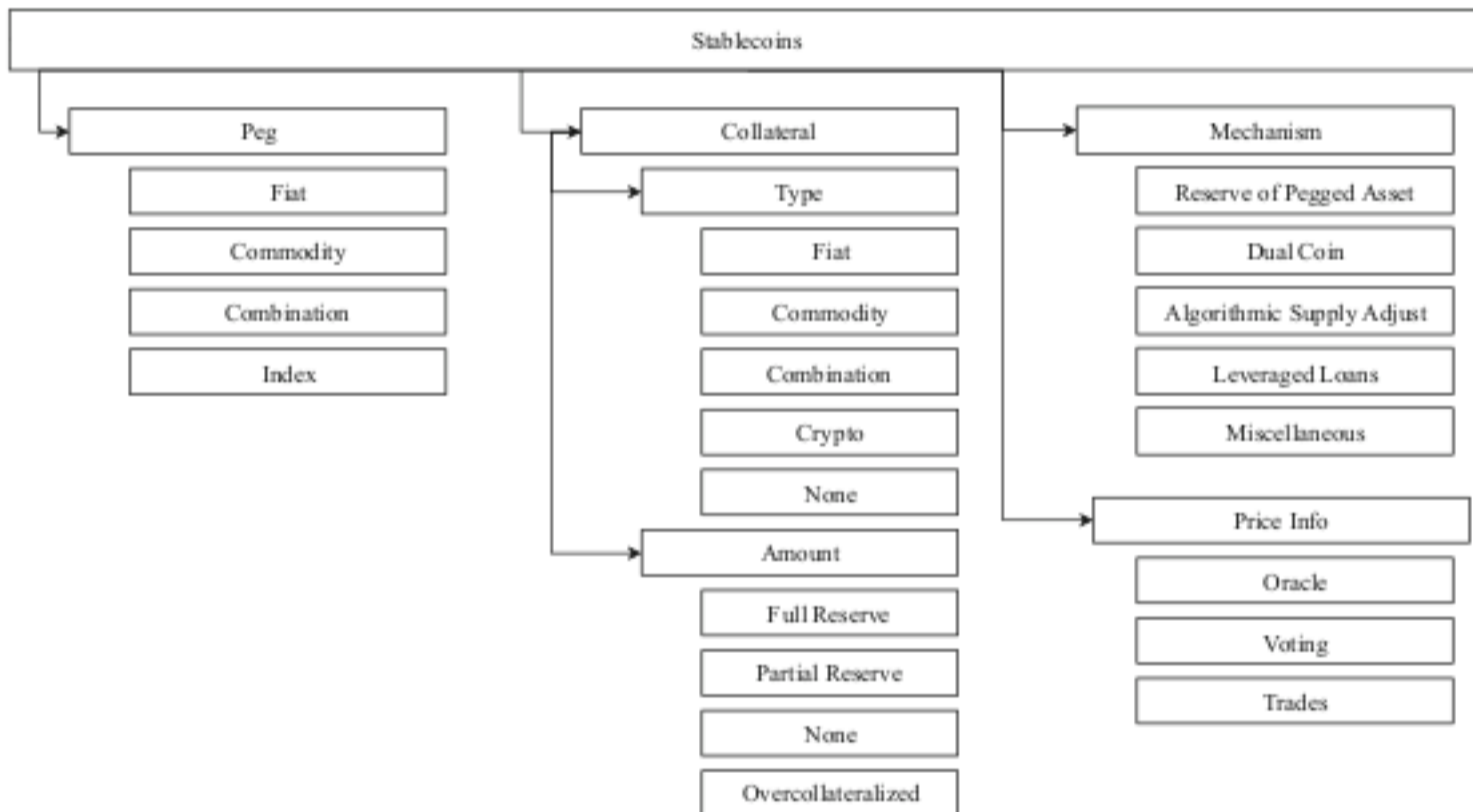 Stablecoins
Peg
Fiat
Commodity
Combination
Index
Collateral
Type
Fiat
Commodity
Combination
Crypto
None
Amount
Full Reserve
Partial Reserve
None
Overcollateralized
Mechanism
Reserve of Pegged Asset
Dual Coin
Algorithmic Supply Adjust
Leveraged Loans
Miscellaneous
Price Info
Oracle
Voting
Trades